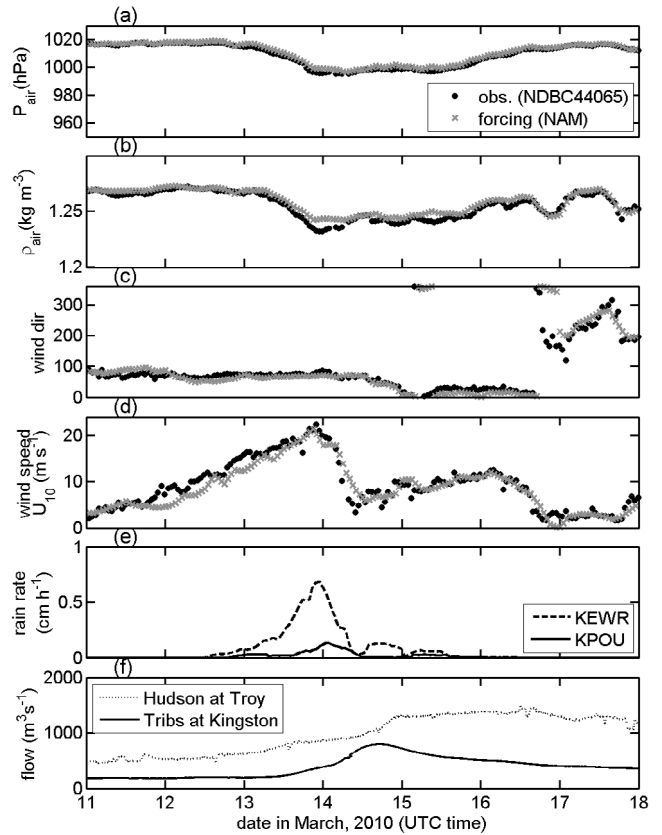 (a)
1020
1000
980
960
P_air(hPa)
obs. (NDBC44065)
forcing (NAM)
(b)
1.25
1.2
ρ_air(kg m⁻³)
(c)
300
200
100
0
wind dir
(d)
20
10
0
wind speed
U₁₀ (m s⁻¹)
(e)
1
0.5
0
rain rate
(cm h⁻¹)
KEWR
KPOU
(f)
2000
1000
0
flow (m³s⁻¹)
Hudson at Troy
Tribs at Kingston
11 12 13 14 15 16 17 18
date in March, 2010 (UTC time)